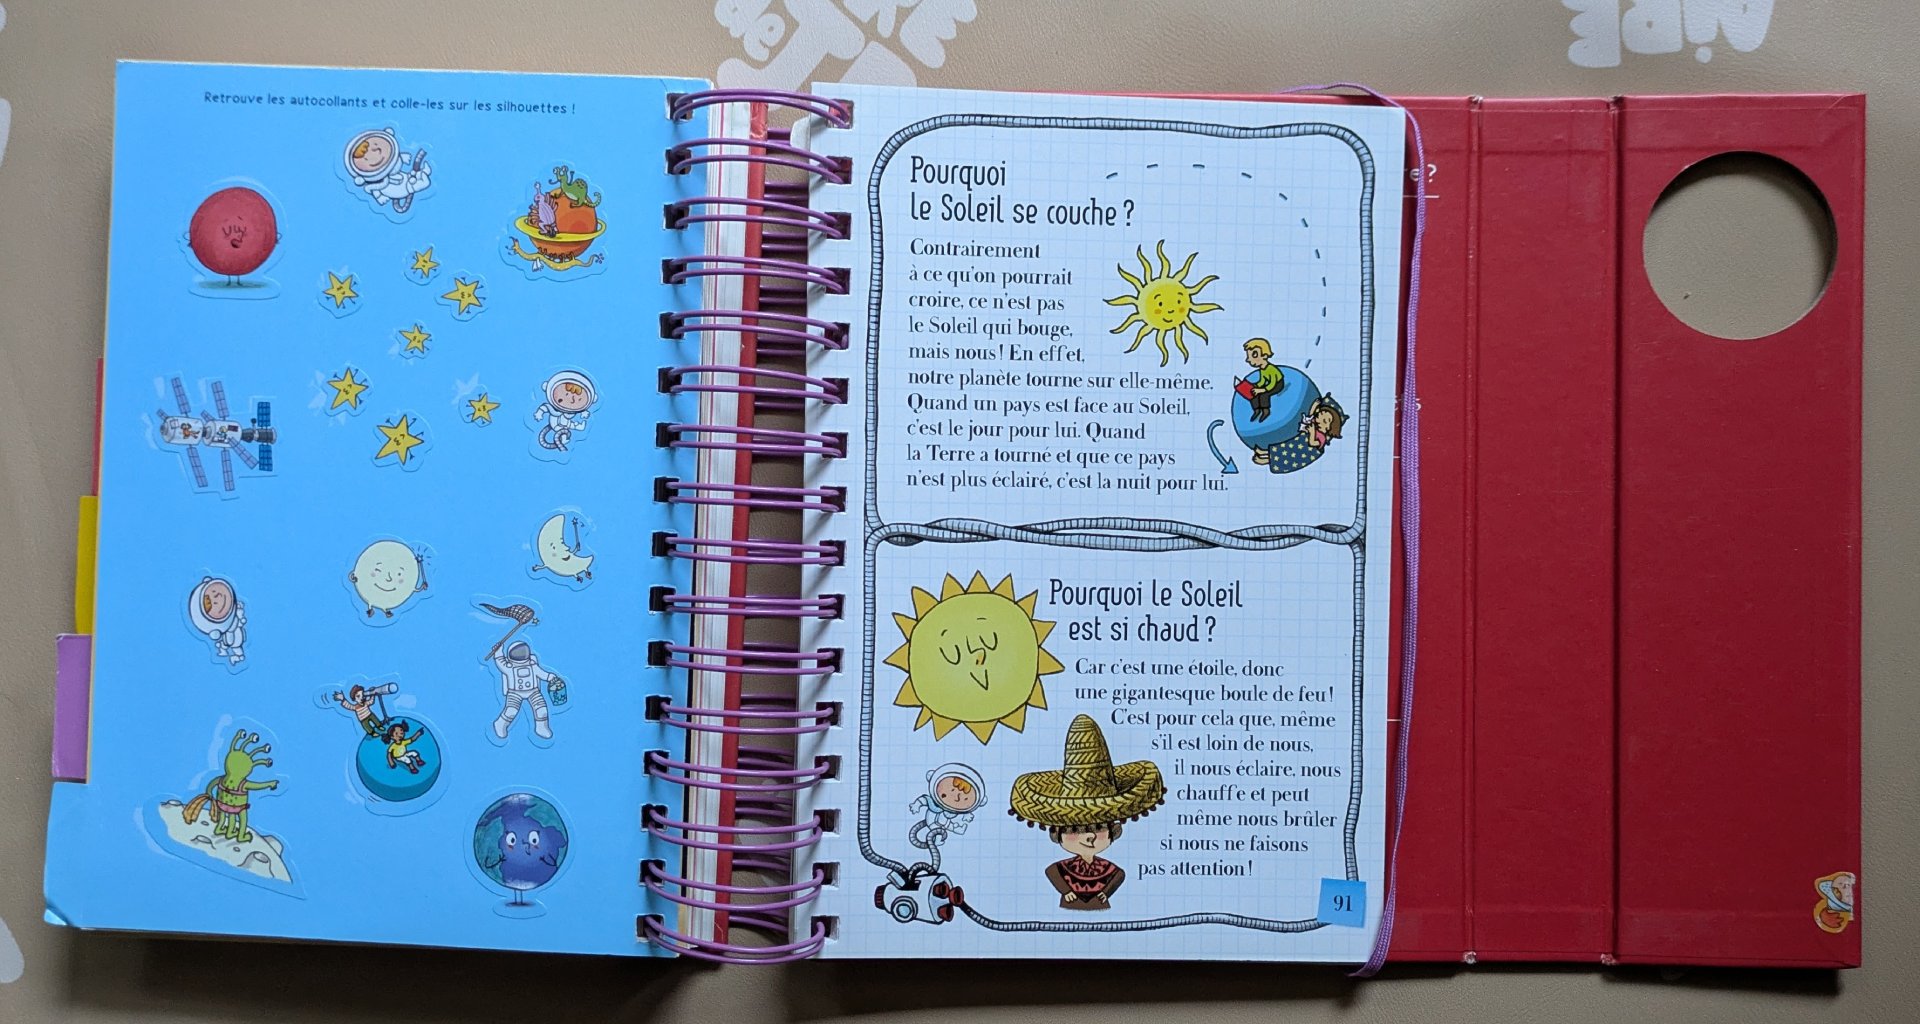 Retrouve les autocollants et colle-les sur les silhouettes !
Pourquoi
le Soleil se couche ?
Contrairement
à ce qu'on pourrait
croire, ce n'est pas
le Soleil qui bouge,
mais nous ! En effet,
notre planète tourne sur elle-même.
Quand un pays est face au Soleil,
c'est le jour pour lui. Quand
la Terre a tourné et que ce pays
n'est plus éclairé, c'est la nuit pour lui.
Pourquoi le Soleil
est si chaud ?
Car c'est une étoile, donc
une gigantesque boule de feu !
C'est pour cela que, même
s'il est loin de nous,
il nous éclaire, nous
chauffe et peut
même nous brûler
si nous ne faisons
pas attention !
91